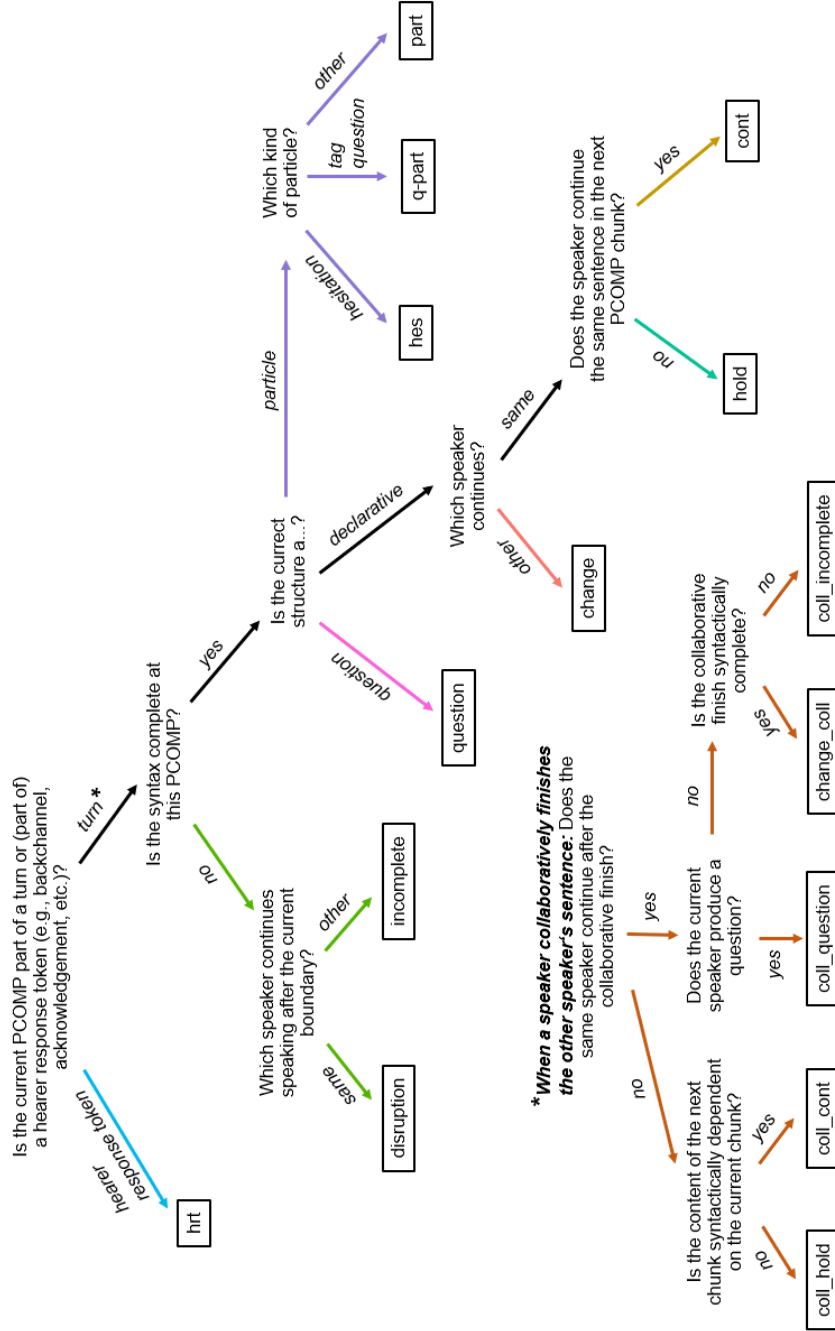 Is the current PCOMP part of a turn or (part of)
a hearer response token (e.g., backchannel,
acknowledgement, etc.)?
hearer
response token
turn *
hrt
Is the syntax complete at
this PCOMP?
no
yes
Which speaker continues
speaking after the current
boundary?
same
other
disruption
incomplete
Is the currect
structure a...?
question
declarative
particle
question
Which kind
of particle?
hesitation
tag
question
other
hes
q-part
part
Which speaker
continues?
other
same
change
Does the speaker continue
the same sentence in the next
PCOMP chunk?
no
yes
hold
cont
*When a speaker collaboratively finishes
the other speaker's sentence: Does the
same speaker continue after the
collaborative finish?
no
yes
Is the content of the next
chunk syntactically dependent
on the current chunk?
no
yes
coll_hold
coll_cont
Does the current
speaker produce a
question?
yes
no
coll_question
Is the collaborative
finish syntactically
complete?
yes
no
change_coll
coll_incomplete